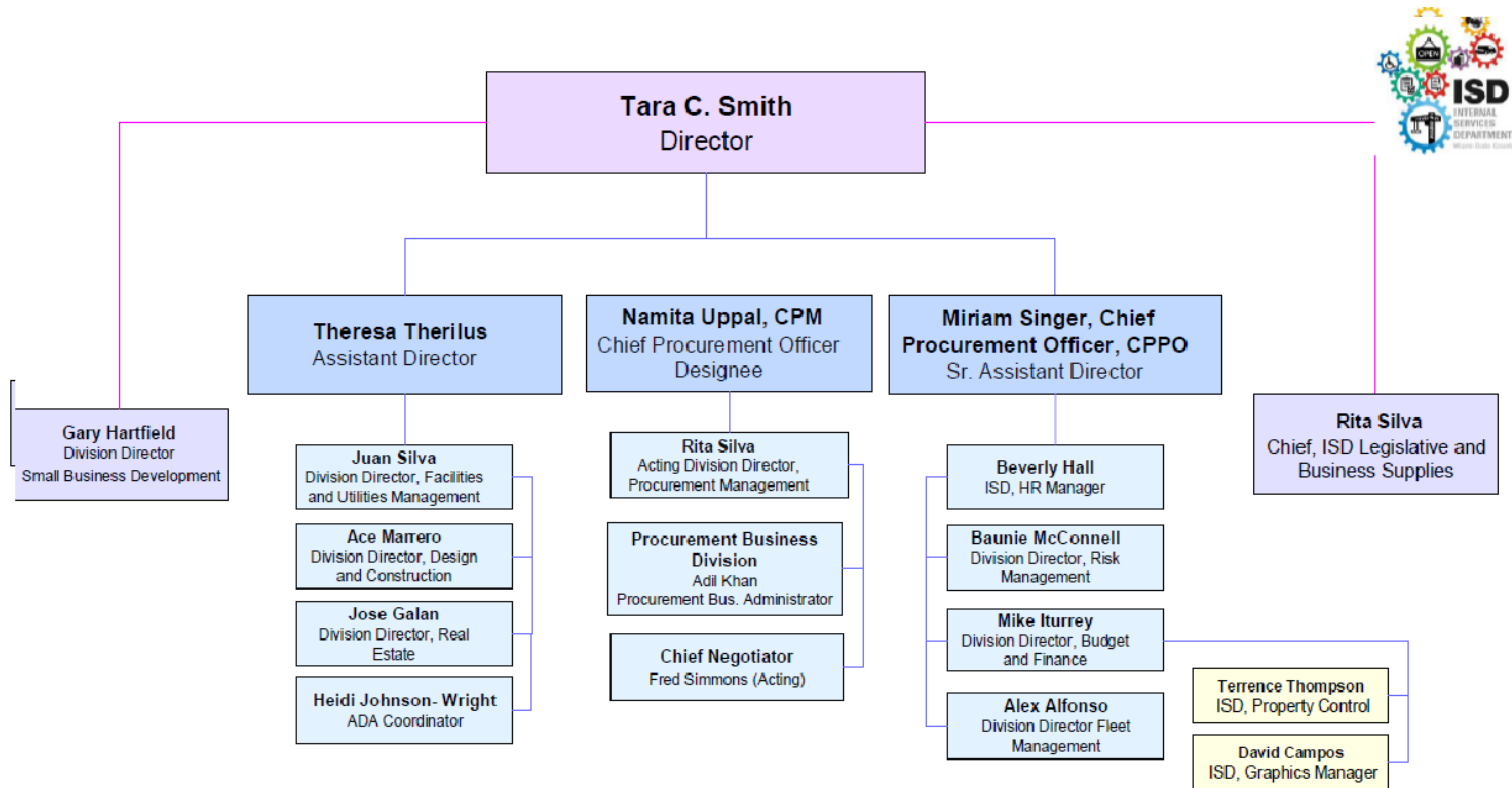 OPEN
ISD
INTERNAL
SERVICES
DEPARTMENT
Miami-Dade County
Tara C. Smith
Director
Theresa Therilus
Assistant Director
Namita Uppal, CPM
Chief Procurement Officer
Designee
Miriam Singer, Chief
Procurement Officer, CPPO
Sr. Assistant Director
Gary Hartfield
Division Director
Small Business Development
Rita Silva
Chief, ISD Legislative and
Business Supplies
Juan Silva
Division Director, Facilities
and Utilities Management
Ace Marrero
Division Director, Design
and Construction
Jose Galan
Division Director, Real
Estate
Heidi Johnson- Wright
ADA Coordinator
Rita Silva
Acting Division Director,
Procurement Management
Procurement Business
Division
Adil Khan
Procurement Bus. Administrator
Chief Negotiator
Fred Simmons (Acting)
Beverly Hall
ISD, HR Manager
Baunie McConnell
Division Director, Risk
Management
Mike Iturrey
Division Director, Budget
and Finance
Alex Alfonso
Division Director Fleet
Management
Terrence Thompson
ISD, Property Control
David Campos
ISD, Graphics Manager